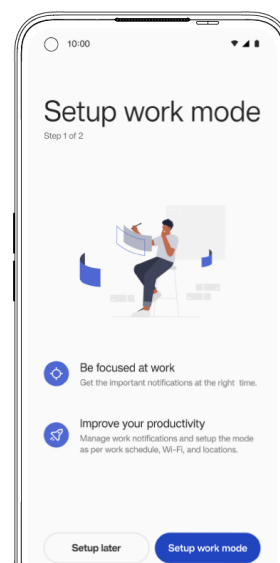 10:00
Setup work mode
Step 1 of 2
Be focused at work
Get the important notifications at the right time.
Improve your productivity
Manage work notifications and setup the mode
as per work schedule, Wi-Fi, and locations.
Setup later
Setup work mode